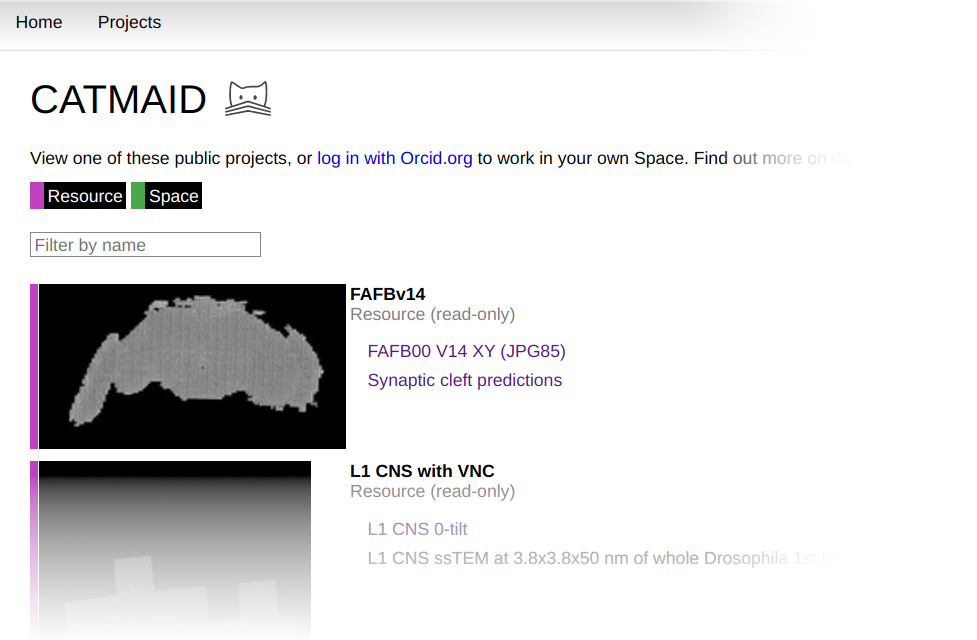 Home Projects
CATMAID
View one of these public projects, or log in with Orcid.org to work in your own Space. Find out more on
Resource Space
Filter by name
FAFBv14
Resource (read-only)
FAFB00 V14 XY (JPG85)
Synaptic cleft predictions
L1 CNS with VNC
Resource (read-only)
L1 CNS 0-tilt
L1 CNS ssTEM at 3.8x3.8x50 nm of whole Drosophila 1st